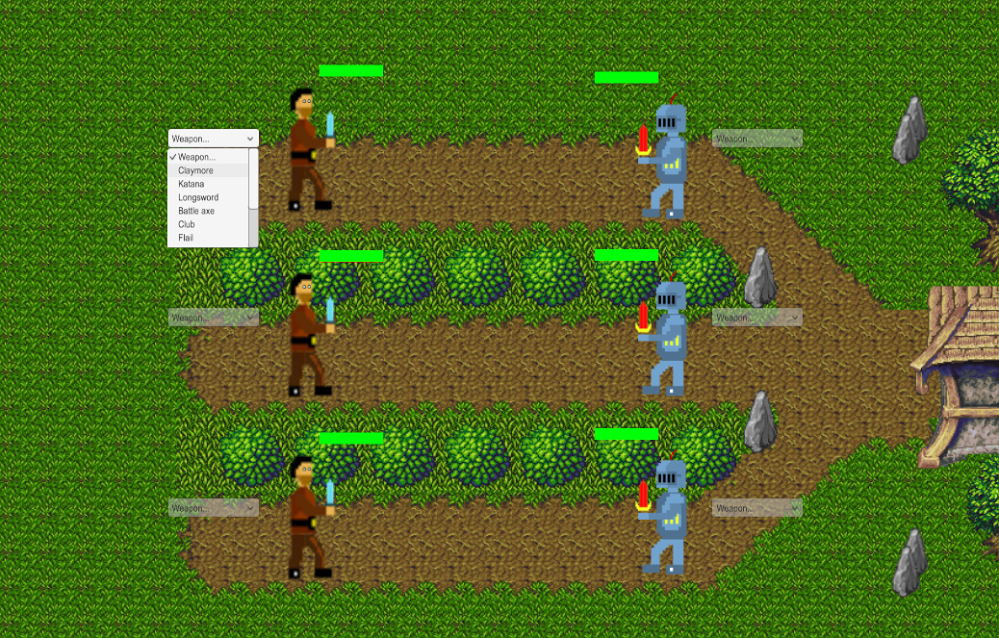 Weapon...
Weapon...
Weapon...
Claymore
Katana
Longsword
Battle axe
Club
Flail
Weapon...
Weapon...
Weapon...
Weapon...